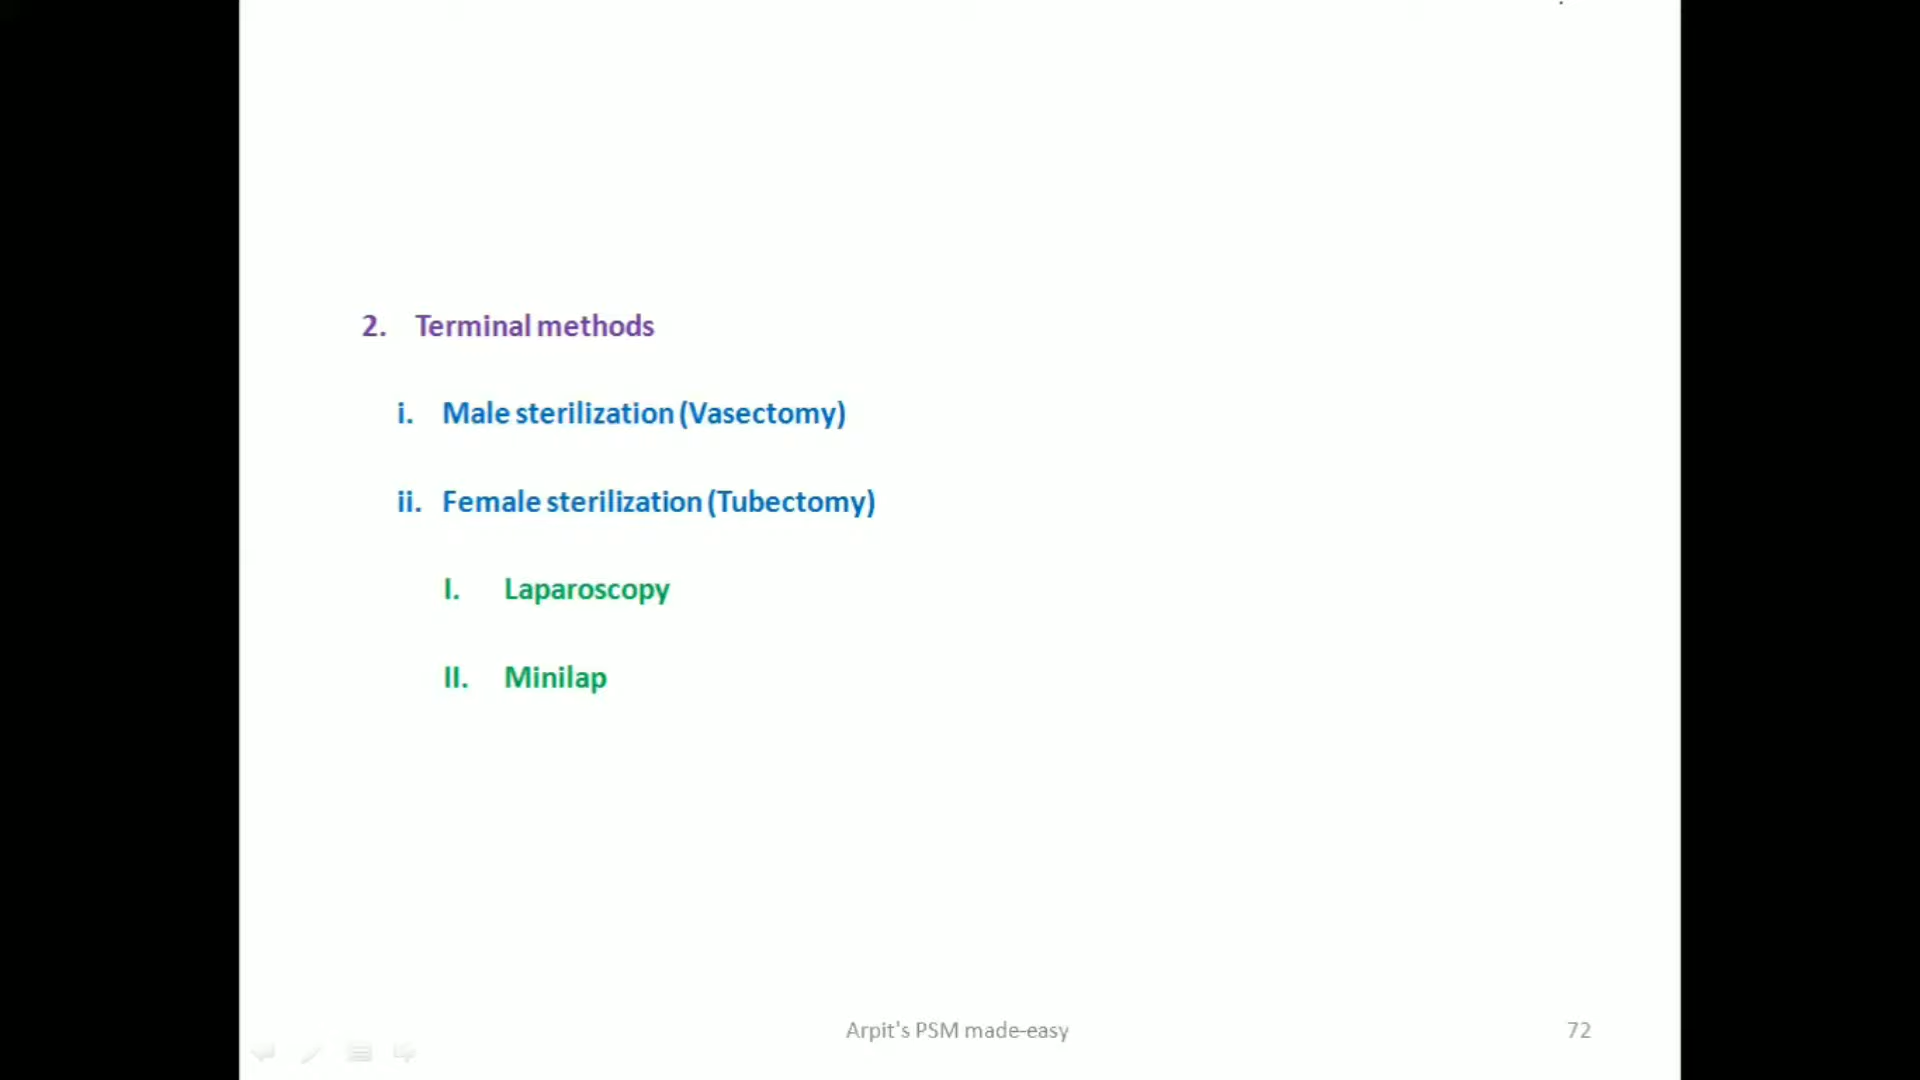 2. Terminal methods
i. Male sterilization (Vasectomy)
ii. Female sterilization (Tubectomy)
I. Laparoscopy
II. Minilap
Arpit's PSM made-easy
72